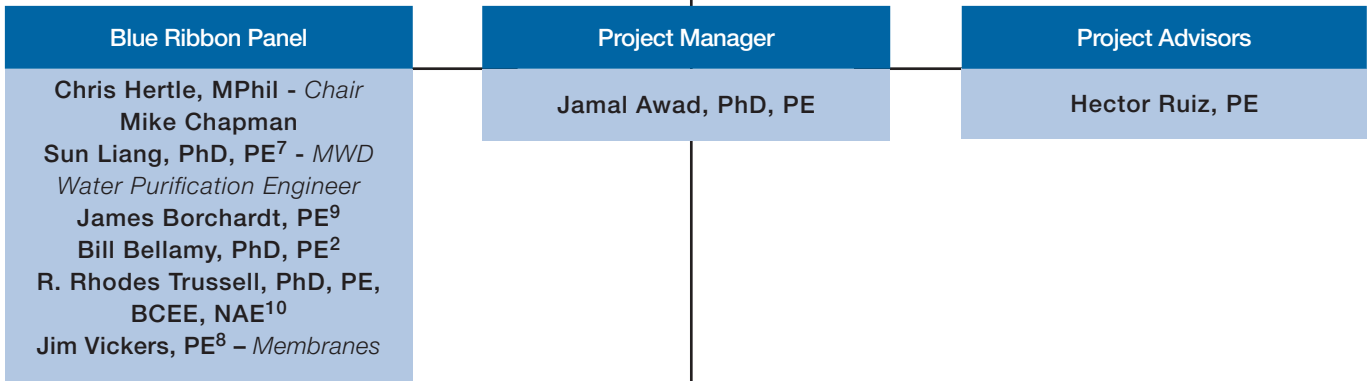 Blue Ribbon Panel
Chris Hertle, MPhil - Chair
Mike Chapman
Sun Liang, PhD, PE7 - MWD
Water Purification Engineer
James Borchardt, PE9
Bill Bellamy, PhD, PE2
R. Rhodes Trussell, PhD, PE,
BCEE, NAE10
Jim Vickers, PE8 – Membranes
Project Manager
Jamal Awad, PhD, PE
Project Advisors
Hector Ruiz, PE